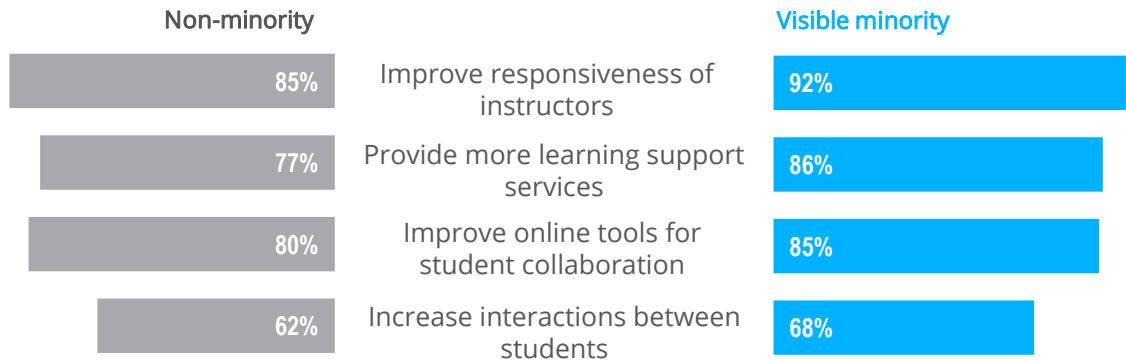 Non-minority
Visible minority
85%
Improve responsiveness of
instructors
92%
77%
Provide more learning support
services
86%
80%
Improve online tools for
student collaboration
85%
62%
Increase interactions between
students
68%